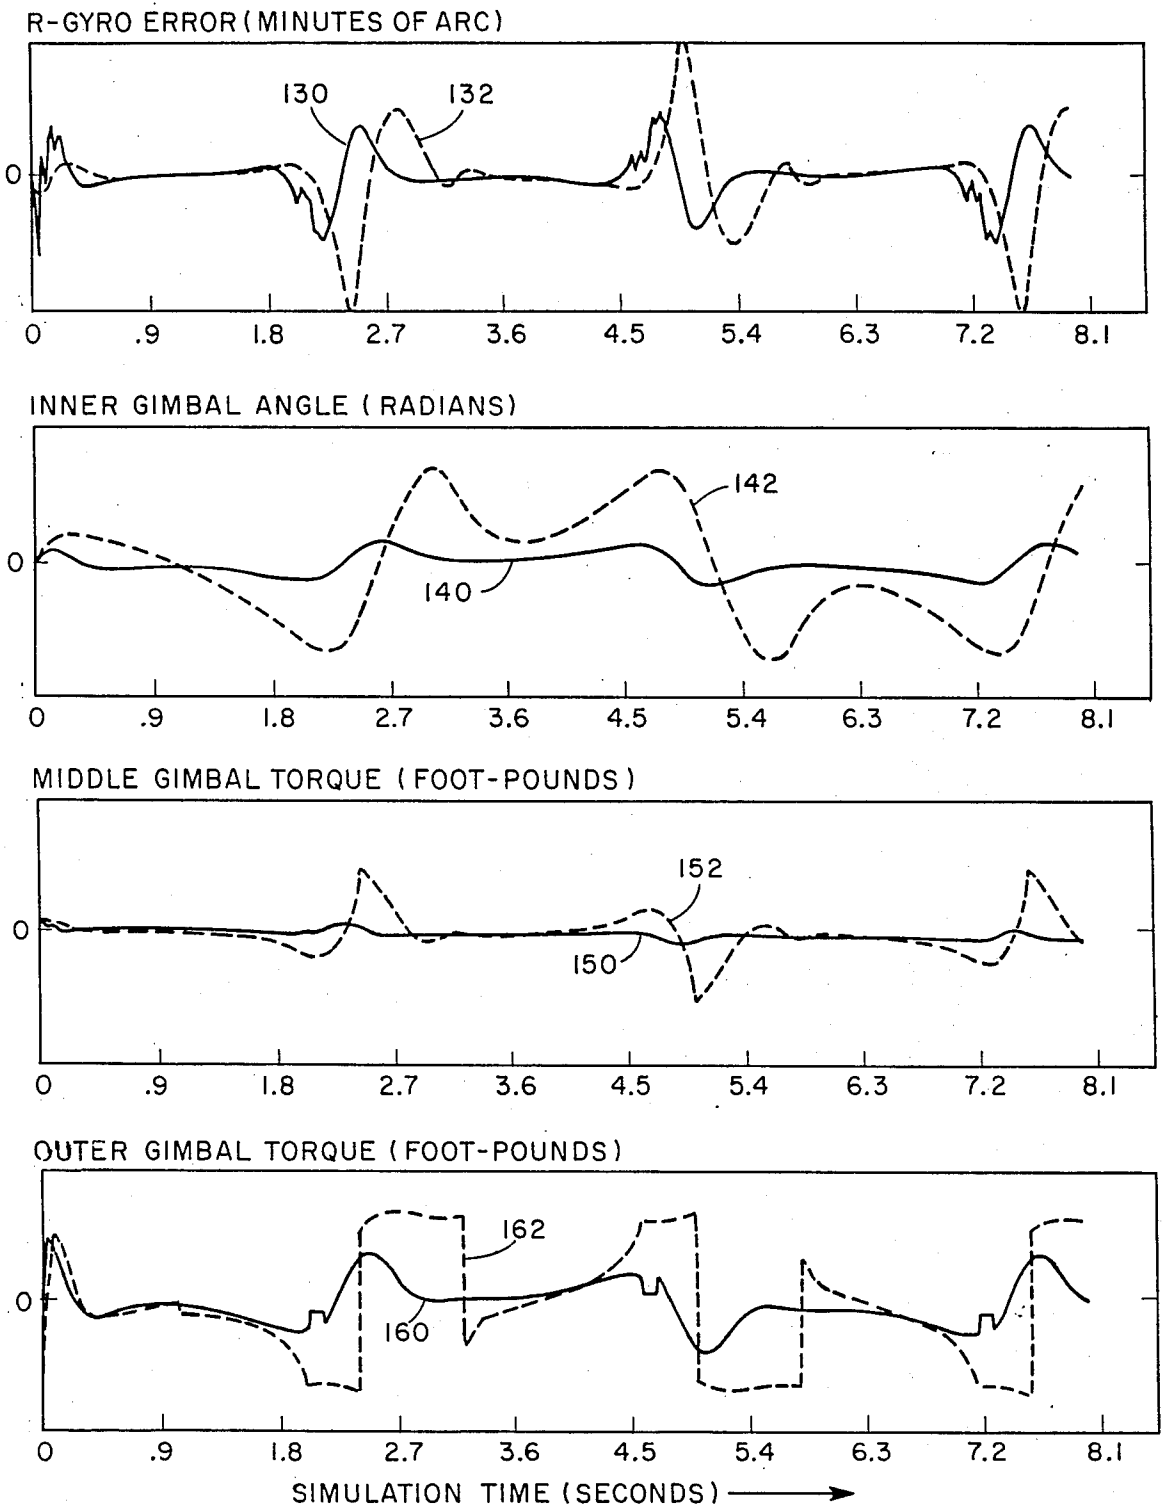 R-GYRO ERROR (MINUTES OF ARC)
130 132
0
0 .9 1.8 2.7 3.6 4.5 5.4 6.3 7.2 8.1
INNER GIMBAL ANGLE (RADIANS)
142
0
140
0 .9 1.8 2.7 3.6 4.5 5.4 6.3 7.2 8.1
MIDDLE GIMBAL TORQUE (FOOT-POUNDS)
152
0
150
0 .9 1.8 2.7 3.6 4.5 5.4 6.3 7.2 8.1
OUTER GIMBAL TORQUE (FOOT-POUNDS)
162
0
160
0 .9 1.8 2.7 3.6 4.5 5.4 6.3 7.2 8.1
SIMULATION TIME (SECONDS)